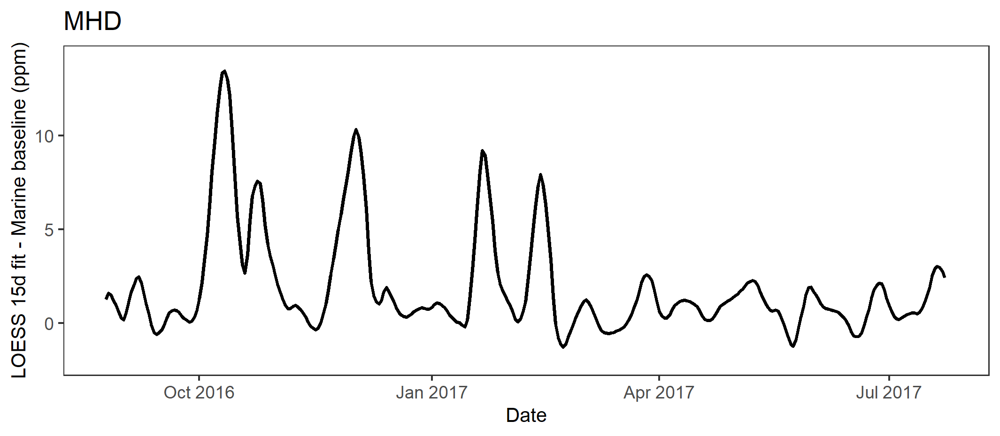 MHD
LOESS 15d fit - Marine baseline (ppm)
10
5
0
Oct 2016
Jan 2017
Apr 2017
Jul 2017
Date